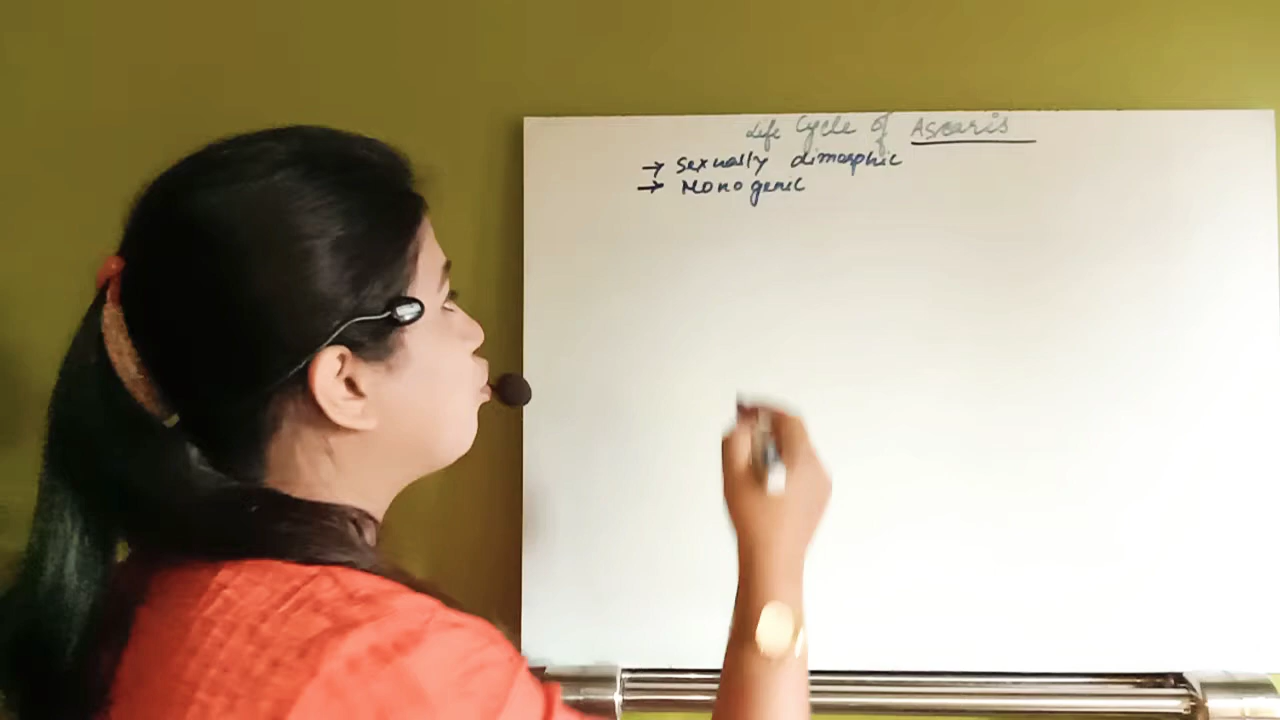 Life Cycle of Ascaris
→ Sexually dimorphic
→ Monogenic